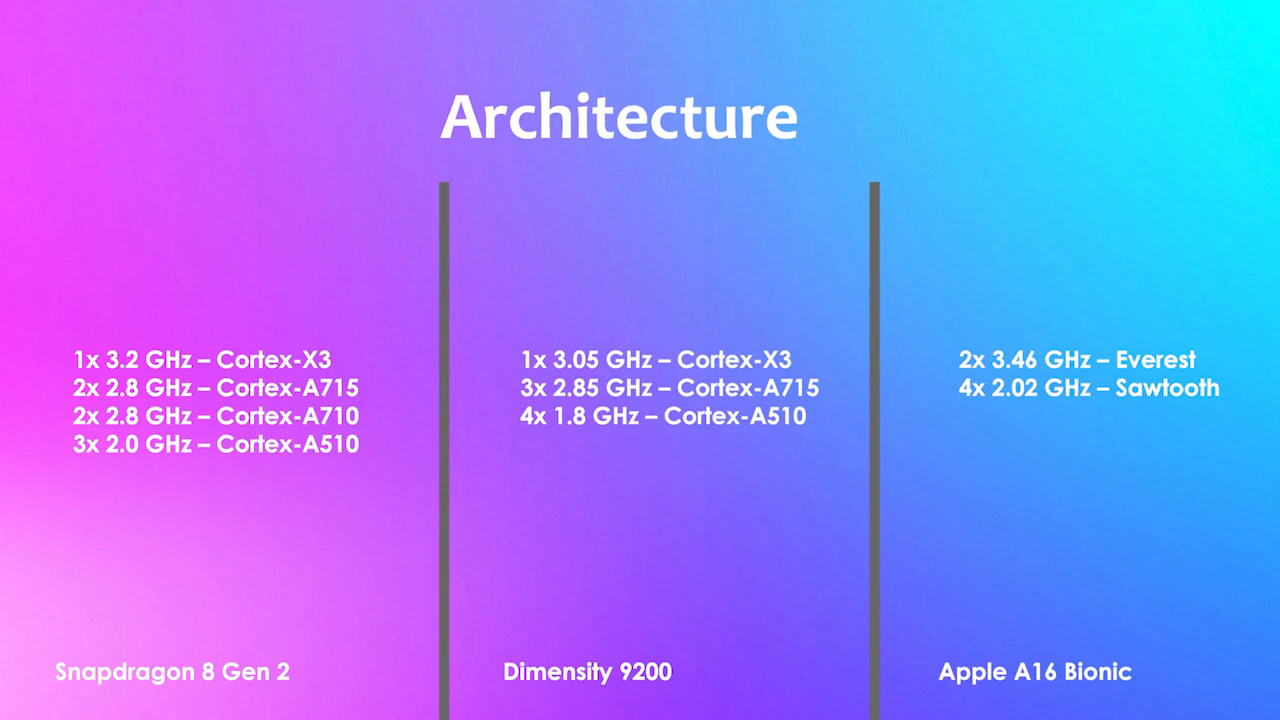 Architecture
1x 3.2 GHz – Cortex-X3
2x 2.8 GHz – Cortex-A715
2x 2.8 GHz – Cortex-A710
3x 2.0 GHz – Cortex-A510
Snapdragon 8 Gen 2
1x 3.05 GHz – Cortex-X3
3x 2.85 GHz – Cortex-A715
4x 1.8 GHz – Cortex-A510
Dimensity 9200
2x 3.46 GHz – Everest
4x 2.02 GHz – Sawtooth
Apple A16 Bionic